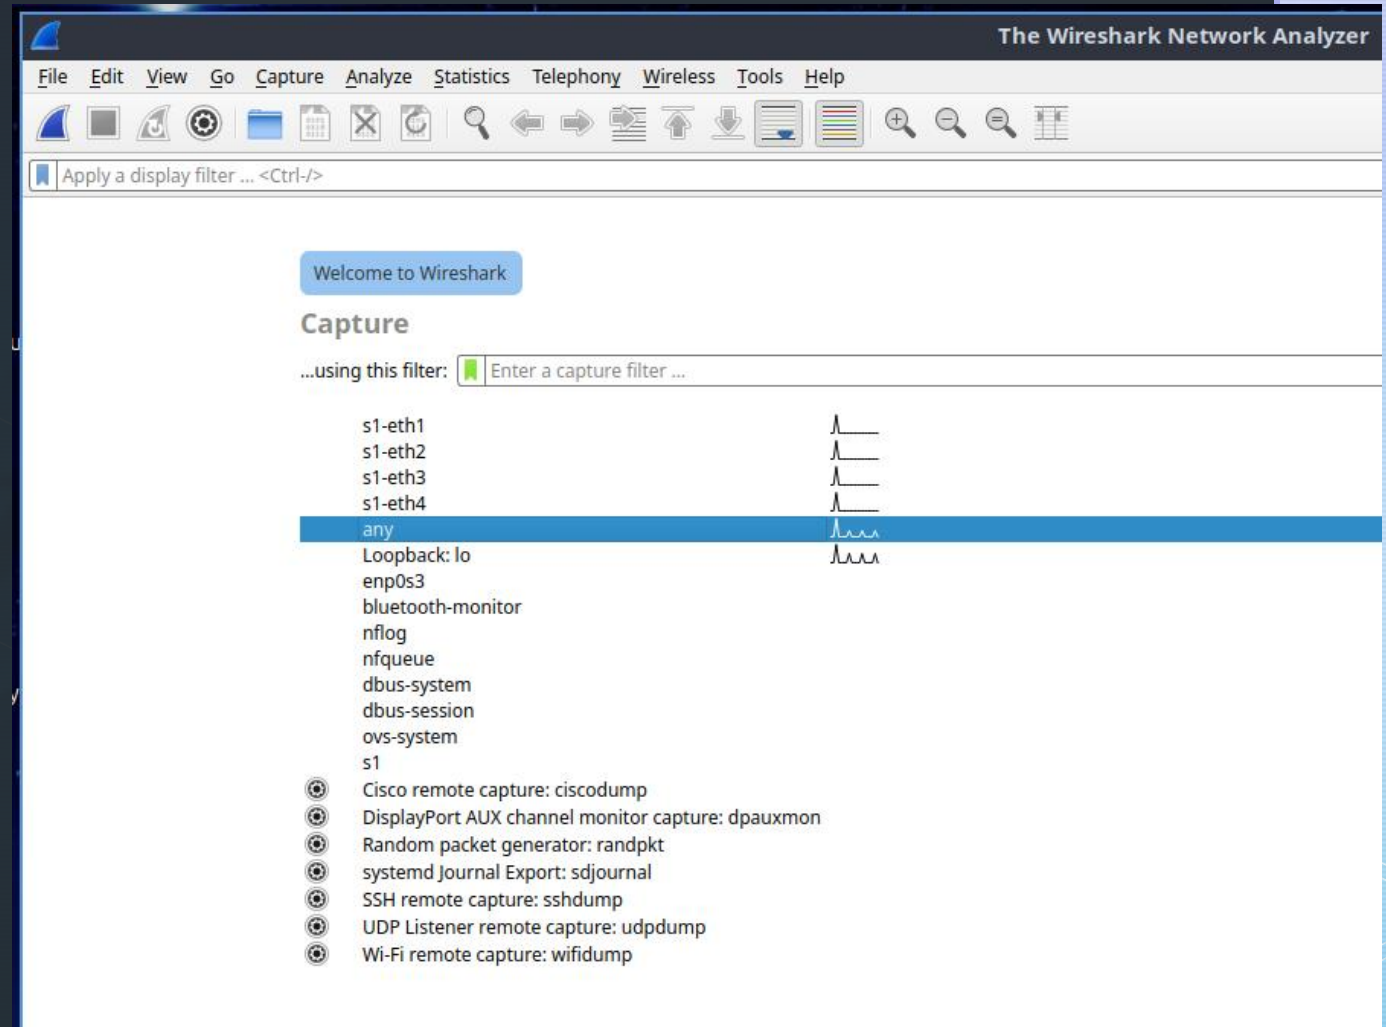 The Wireshark Network Analyzer
File Edit View Go Capture Analyze Statistics Telephony Wireless Tools Help
Apply a display filter ... <Ctrl-/>
Welcome to Wireshark
Capture
...using this filter: Enter a capture filter ...
s1-eth1
s1-eth2
s1-eth3
s1-eth4
any
Loopback: lo
enp0s3
bluetooth-monitor
nflog
nfqueue
dbus-system
dbus-session
ovs-system
s1
Cisco remote capture: ciscodump
DisplayPort AUX channel monitor capture: dpauxmon
Random packet generator: randpkt
systemd Journal Export: sdjournal
SSH remote capture: sshdump
UDP Listener remote capture: udpdump
Wi-Fi remote capture: wifidump